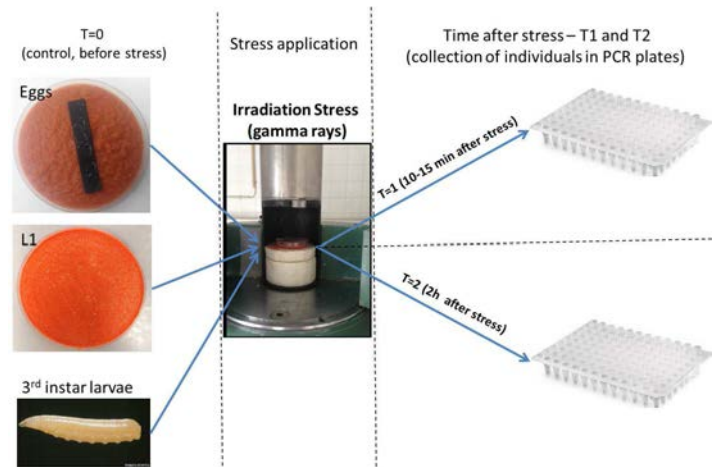 T=0
(control, before stress)
Eggs
L1
3rd instar larvae
Stress application
Irradiation Stress
(gamma rays)
Time after stress – T1 and T2
(collection of individuals in PCR plates)
T=1 (10-15 min after stress)
T=2 (2h after stress)